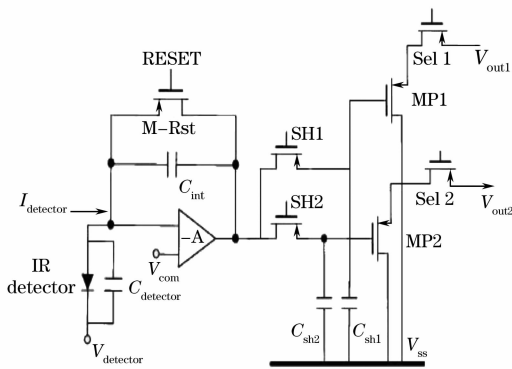 RESET
M-Rst
C_int
I_detector
-A
V_com
IR
detector
C_detector
V_detector
SH1
SH2
C_sh2
C_sh1
Sel 1
V_out1
MP1
Sel 2
V_out2
MP2
V_ss